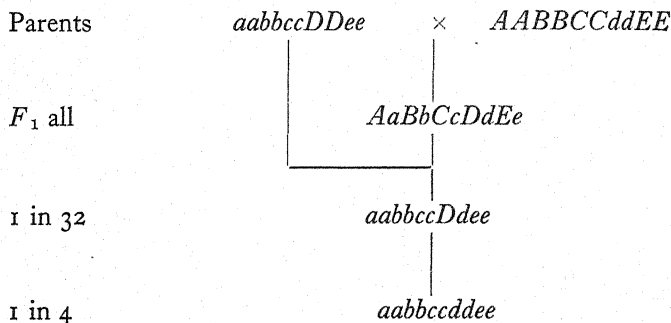 Parents aabbccDDee × AABBCCddEE
F₁ all AaBbCcDdEe
1 in 32 aabbccDdee
1 in 4 aabbccddee